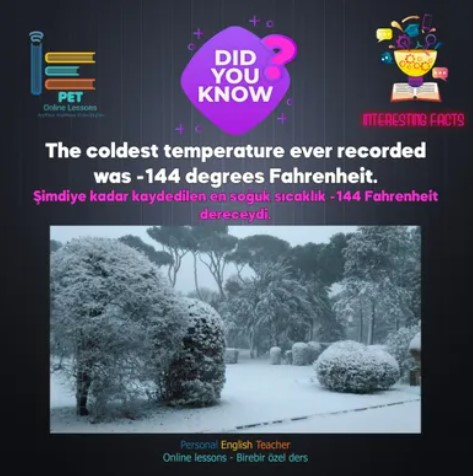 PET
Online Lessons
DID
YOU
KNOW
INTERESTING FACTS
The coldest temperature ever recorded
was -144 degrees Fahrenheit.
Şimdiye kadar kaydedilen en soğuk sıcaklık -144 Fahrenheit
dereceydi.
Personal English Teacher
Online lessons - Birebir özel ders